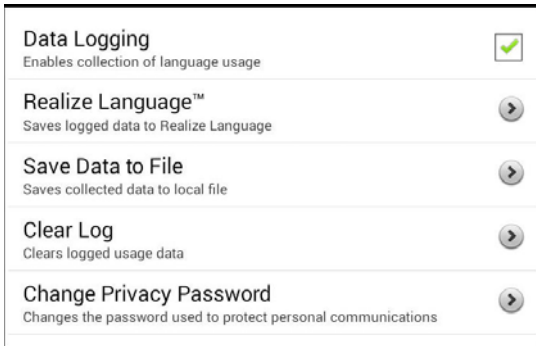 Data Logging
Enables collection of language usage
Realize Language™
Saves logged data to Realize Language
Save Data to File
Saves collected data to local file
Clear Log
Clears logged usage data
Change Privacy Password
Changes the password used to protect personal communications